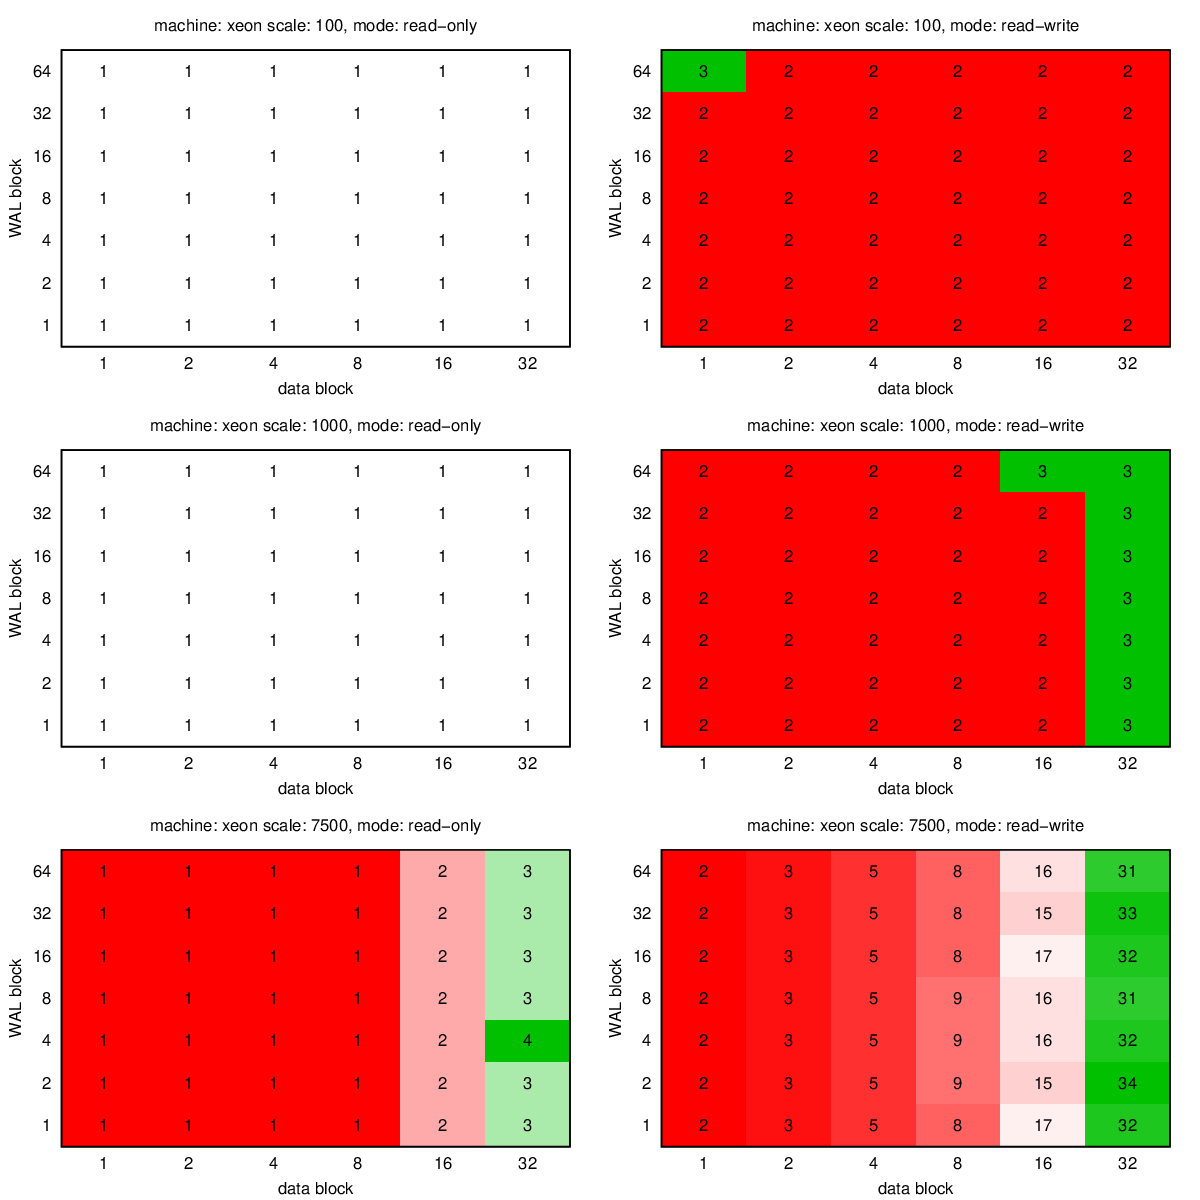 machine: xeon scale: 100, mode: read−only
64 1 1 1 1 1 1
32 1 1 1 1 1 1
16 1 1 1 1 1 1
8 1 1 1 1 1 1
4 1 1 1 1 1 1
2 1 1 1 1 1 1
1 1 1 1 1 1 1
WAL block
1 2 4 8 16 32
data block
machine: xeon scale: 100, mode: read−write
64 3 2 2 2 2 2
32 2 2 2 2 2 2
16 2 2 2 2 2 2
8 2 2 2 2 2 2
4 2 2 2 2 2 2
2 2 2 2 2 2 2
1 2 2 2 2 2 2
WAL block
1 2 4 8 16 32
data block
machine: xeon scale: 1000, mode: read−only
64 1 1 1 1 1 1
32 1 1 1 1 1 1
16 1 1 1 1 1 1
8 1 1 1 1 1 1
4 1 1 1 1 1 1
2 1 1 1 1 1 1
1 1 1 1 1 1 1
WAL block
1 2 4 8 16 32
data block
machine: xeon scale: 1000, mode: read−write
64 2 2 2 2 3 3
32 2 2 2 2 2 3
16 2 2 2 2 2 3
8 2 2 2 2 2 3
4 2 2 2 2 2 3
2 2 2 2 2 2 3
1 2 2 2 2 2 3
WAL block
1 2 4 8 16 32
data block
machine: xeon scale: 7500, mode: read−only
64 1 1 1 1 2 3
32 1 1 1 1 2 3
16 1 1 1 1 2 3
8 1 1 1 1 2 3
4 1 1 1 1 2 4
2 1 1 1 1 2 3
1 1 1 1 1 2 3
WAL block
1 2 4 8 16 32
data block
machine: xeon scale: 7500, mode: read−write
64 2 3 5 8 16 31
32 2 3 5 8 15 33
16 2 3 5 8 17 32
8 2 3 5 9 16 31
4 2 3 5 9 16 32
2 2 3 5 9 15 34
1 2 3 5 8 17 32
WAL block
1 2 4 8 16 32
data block